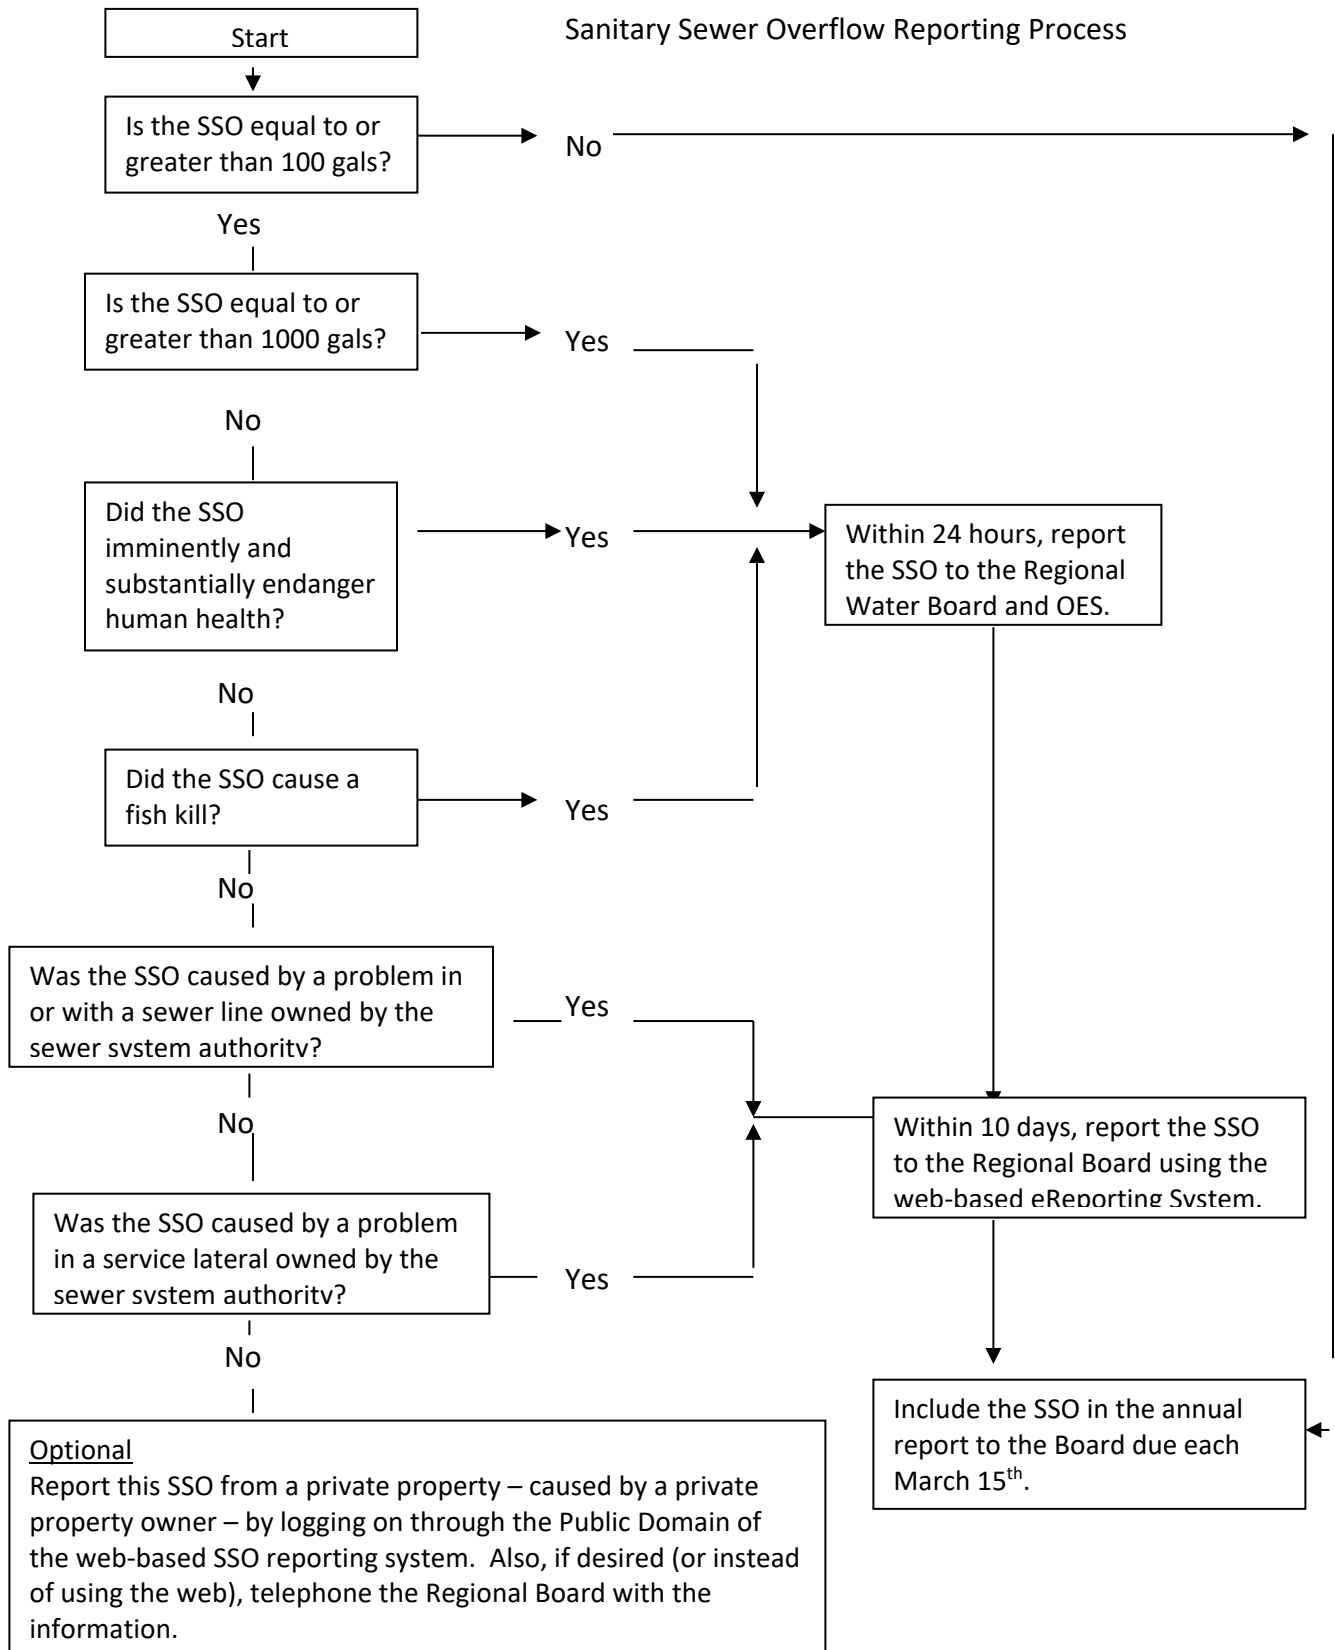 Sanitary Sewer Overflow Reporting Process
Start
Is the SSO equal to or
greater than 100 gals?
No
Yes
Is the SSO equal to or
greater than 1000 gals?
Yes
No
Did the SSO
imminently and
substantially endanger
human health?
Yes
Within 24 hours, report
the SSO to the Regional
Water Board and OES.
No
Did the SSO cause a
fish kill?
Yes
No
Was the SSO caused by a problem in
or with a sewer line owned by the
sewer system authority?
Yes
No
Within 10 days, report the SSO
to the Regional Board using the
web-based eReporting System.
Was the SSO caused by a problem
in a service lateral owned by the
sewer system authority?
Yes
No
Include the SSO in the annual
report to the Board due each
March 15th.
Optional
Report this SSO from a private property – caused by a private
property owner – by logging on through the Public Domain of
the web-based SSO reporting system.  Also, if desired (or instead
of using the web), telephone the Regional Board with the
information.